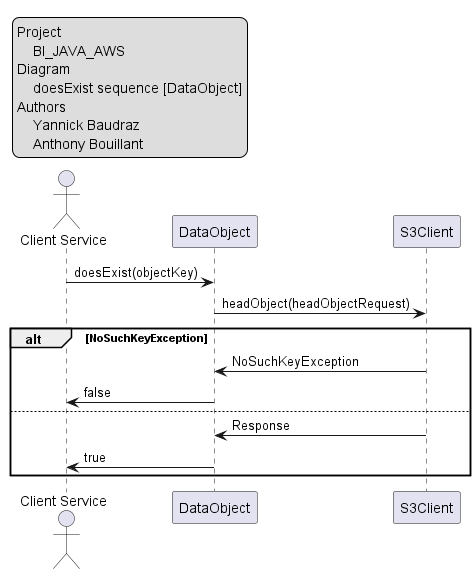 Project
BI_JAVA_AWS
Diagram
doesExist sequence [DataObject]
Authors
Yannick Baudraz
Anthony Bouillant
Client Service
DataObject
S3Client
doesExist(objectKey)
headObject(headObjectRequest)
alt [NoSuchKeyException]
NoSuchKeyException
false
Response
true
Client Service
DataObject
S3Client